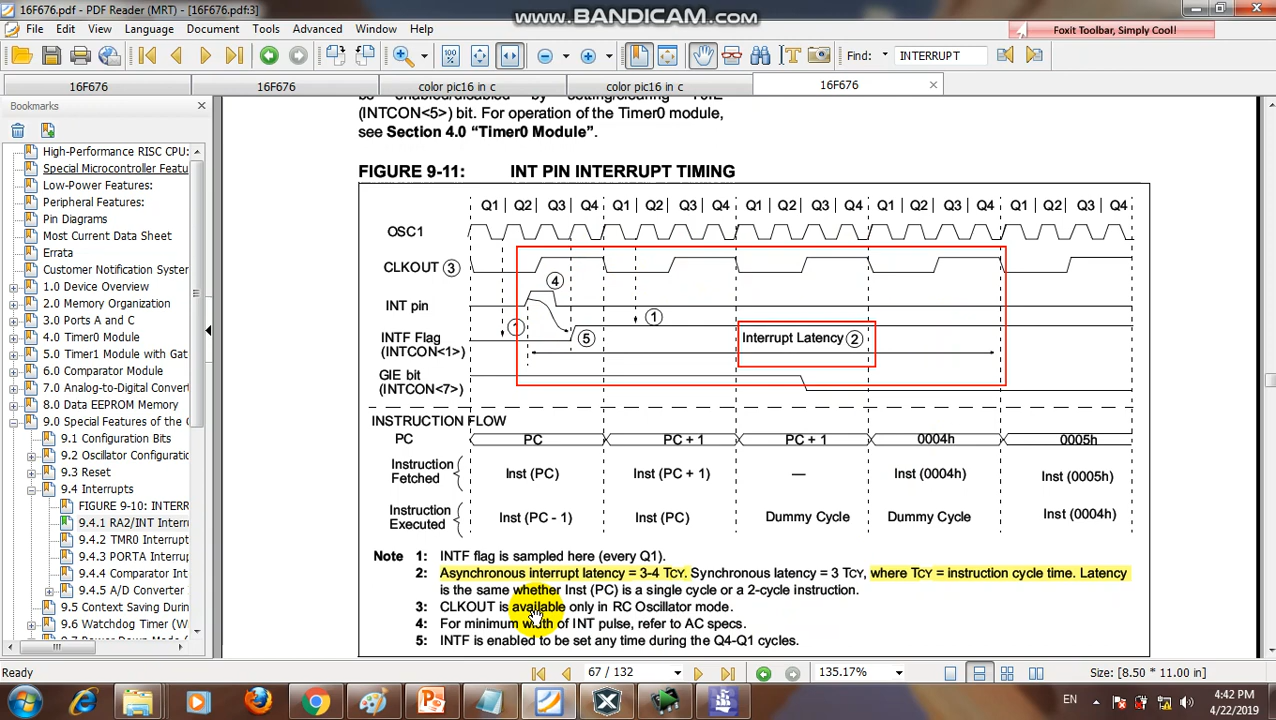 16F676.pdf - PDF Reader (MRT) - [16F676.pdf:3]
www.BANDICAM.com
File Edit View Language Document Tools Advanced Window Help
Foxit Toolbar, Simply Cool!
Find: INTERRUPT
16F676 16F676 color pic16 in c color pic16 in c 16F676
Bookmarks
High-Performance RISC CPU:
Special Microcontroller Featu
Low-Power Features:
Peripheral Features:
Pin Diagrams
Most Current Data Sheet
Errata
Customer Notification System
1.0 Device Overview
2.0 Memory Organization
3.0 Ports A and C
4.0 Timer0 Module
5.0 Timer1 Module with Gat
6.0 Comparator Module
7.0 Analog-to-Digital Convert
8.0 Data EEPROM Memory
9.0 Special Features of the C
9.1 Configuration Bits
9.2 Oscillator Configuratio
9.3 Reset
9.4 Interrupts
FIGURE 9-10: INTERR
9.4.1 RA2/INT Intern
9.4.2 TMR0 Interrupt
9.4.3 PORTA Interrup
9.4.4 Comparator Int
9.4.5 A/D Converter I
9.5 Context Saving Durin
9.6 Watchdog Timer (W
(INTCON<5>) bit. For operation of the Timer0 module,
see Section 4.0 “Timer0 Module”.
FIGURE 9-11: INT PIN INTERRUPT TIMING
Q1 | Q2 | Q3 | Q4 Q1 | Q2 | Q3 | Q4 Q1 | Q2 | Q3 | Q4 Q1 | Q2 | Q3 | Q4 Q1 | Q2 | Q3 | Q4
OSC1
CLKOUT 3
4
INT pin
1 1
INTF Flag
(INTCON<1>)
5 Interrupt Latency 2
GIE bit
(INTCON<7>)
INSTRUCTION FLOW
PC PC PC + 1 PC + 1 0004h 0005h
Instruction
Fetched
Inst (PC) Inst (PC + 1) — Inst (0004h) Inst (0005h)
Instruction
Executed
Inst (PC - 1) Inst (PC) Dummy Cycle Dummy Cycle Inst (0004h)
Note 1: INTF flag is sampled here (every Q1).
2: Asynchronous interrupt latency = 3-4 TCY. Synchronous latency = 3 TCY, where TCY = instruction cycle time. Latency
is the same whether Inst (PC) is a single cycle or a 2-cycle instruction.
3: CLKOUT is available only in RC Oscillator mode.
4: For minimum width of INT pulse, refer to AC specs.
5: INTF is enabled to be set any time during the Q4-Q1 cycles.
Ready 67 / 132 135.17% Size: [8.50 * 11.00] in
EN 4:42 PM
4/22/2019